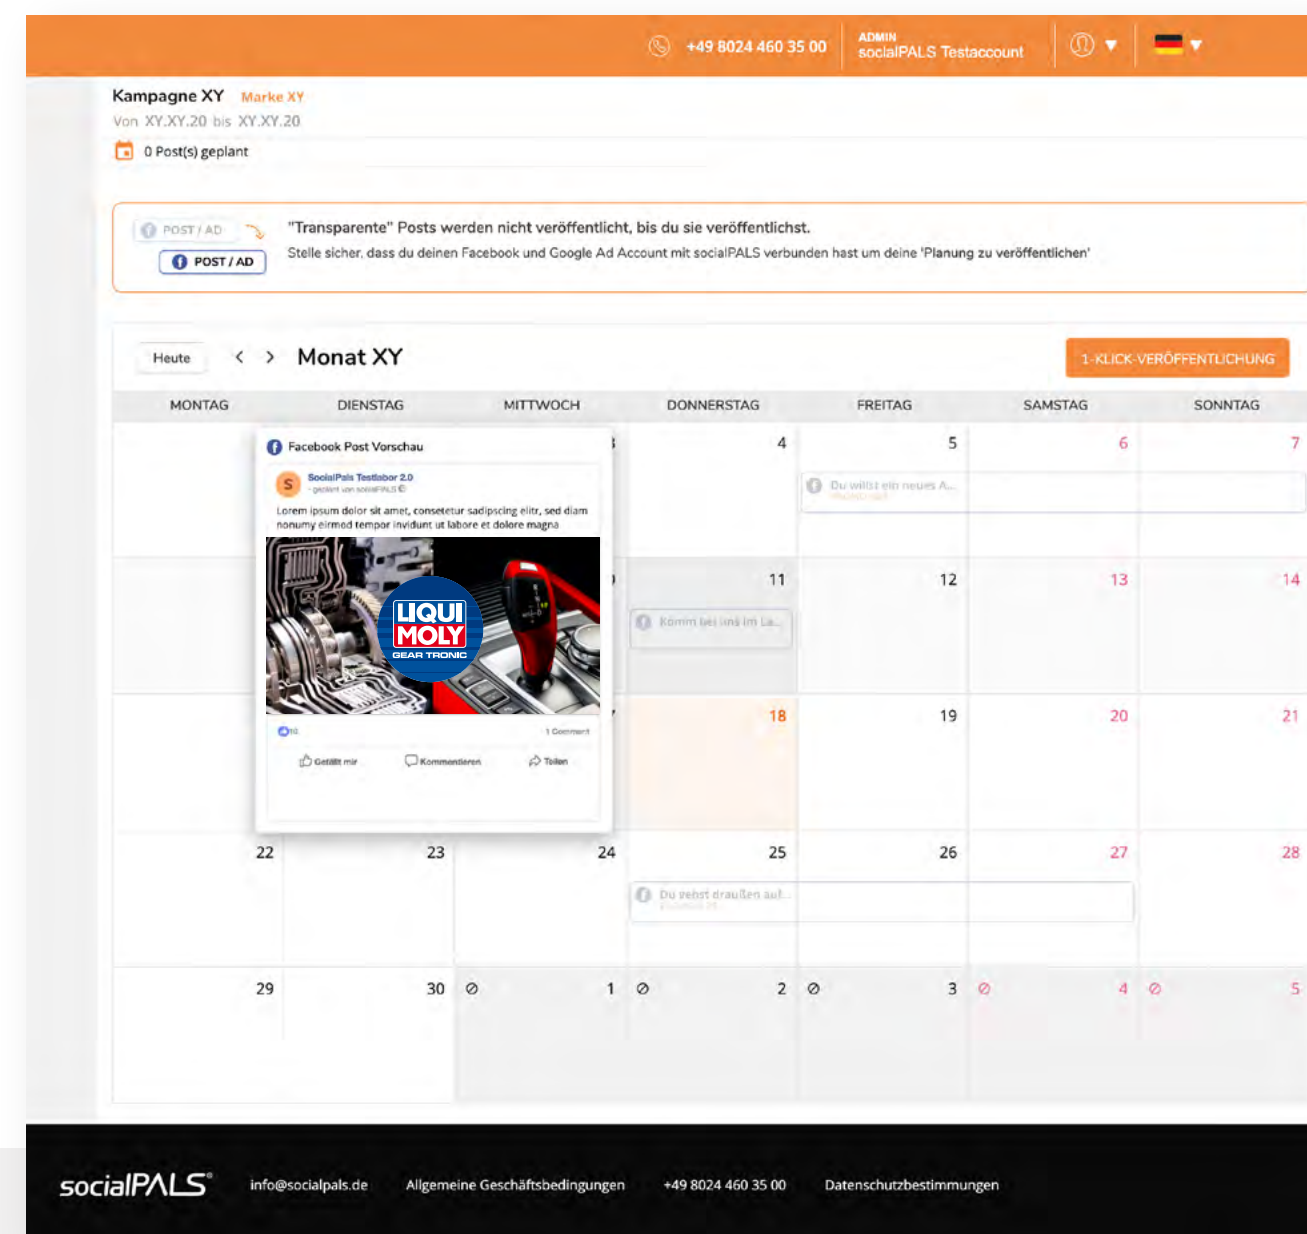 +49 8024 460 35 00
ADMIN
socialPALS Testaccount
Kampagne XY Marke XY
Von XY.XY.20 bis XY.XY.20
0 Post(s) geplant
POST / AD
POST / AD
"Transparente" Posts werden nicht veröffentlicht, bis du sie veröffentlichst.
Stelle sicher, dass du deinen Facebook und Google Ad Account mit socialPALS verbunden hast um deine 'Planung zu veröffentlichen'
Heute < > Monat XY
1-KLICK-VERÖFFENTLICHUNG
MONTAG DIENSTAG MITTWOCH DONNERSTAG FREITAG SAMSTAG SONNTAG
4 5 6 7
Du willst ein neues A...
11 12 13 14
Komm bei uns im La...
18 19 20 21
22 23 24 25 26 27 28
Du gehst draußen auf...
29 30 1 2 3 4 5
Facebook Post Vorschau
S
SocialPals Testlabor 2.0
- geplant von socialPALS
Lorem ipsum dolor sit amet, consetetur sadipscing elitr, sed diam
nonumy eirmod tempor invidunt ut labore et dolore magna
LIQUI
MOLY
GEAR TRONIC
10
1 Comment
Gefällt mir Kommentieren Teilen
socialPALS® info@socialpals.de Allgemeine Geschäftsbedingungen +49 8024 460 35 00 Datenschutzbestimmungen